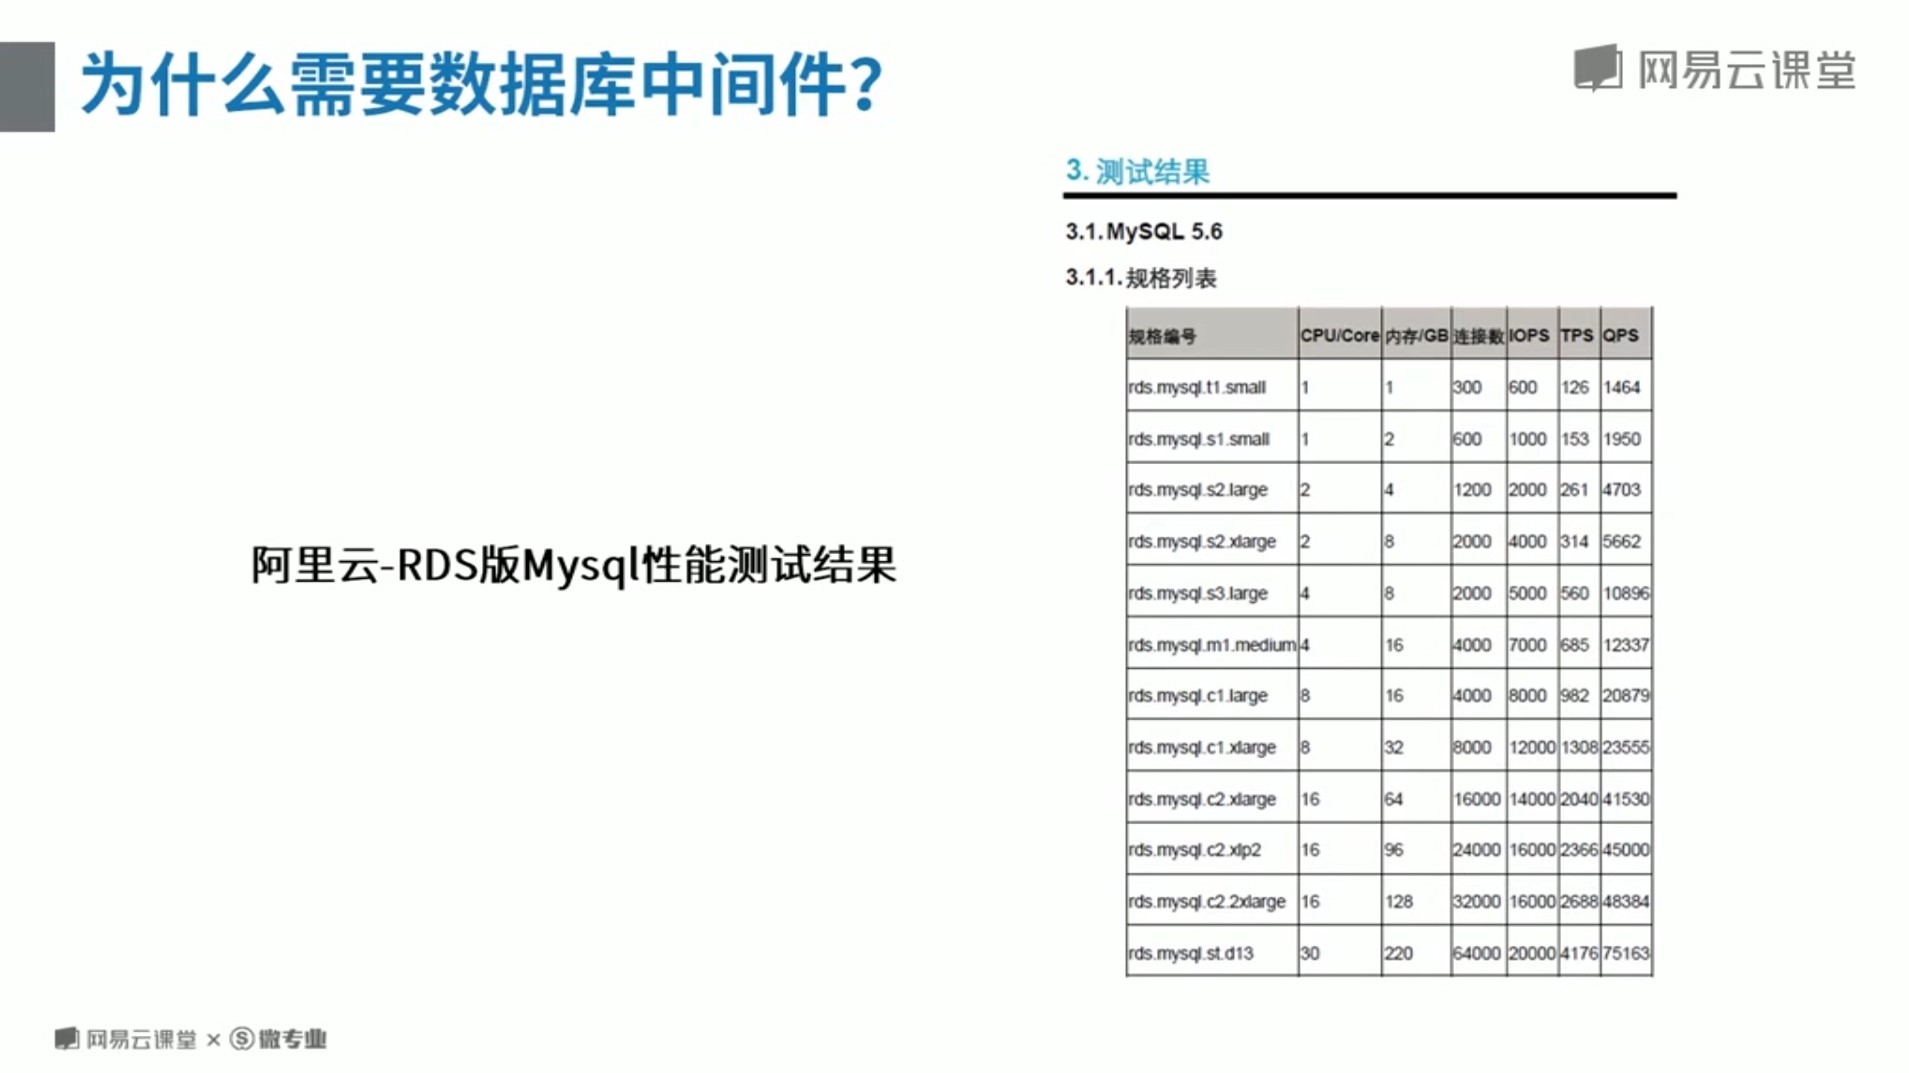 为什么需要数据库中间件?
网易云课堂
3. 测试结果
3.1.MySQL 5.6
3.1.1.规格列表
规格编号 CPU/Core 内存/GB 连接数 IOPS TPS QPS
rds.mysql.t1.small 1 1 300 600 126 1464
rds.mysql.s1.small 1 2 600 1000 153 1950
rds.mysql.s2.large 2 4 1200 2000 261 4703
rds.mysql.s2.xlarge 2 8 2000 4000 314 5662
rds.mysql.s3.large 4 8 2000 5000 560 10896
rds.mysql.m1.medium 4 16 4000 7000 685 12337
rds.mysql.c1.large 8 16 4000 8000 982 20879
rds.mysql.c1.xlarge 8 32 8000 12000 1308 23555
rds.mysql.c2.xlarge 16 64 16000 14000 2040 41530
rds.mysql.c2.xlp2 16 96 24000 16000 2366 45000
rds.mysql.c2.2xlarge 16 128 32000 16000 2688 48384
rds.mysql.st.d13 30 220 64000 20000 4176 75163
阿里云-RDS版Mysql性能测试结果
网易云课堂 × Ⓢ微专业